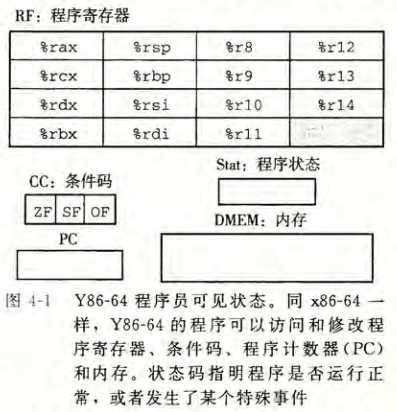 RF：程序寄存器
%rax %rsp %r8 %r12
%rcx %rbp %r9 %r13
%rdx %rsi %r10 %r14
%rbx %rdi %r11
CC：条件码
Stat：程序状态
ZF SF OF
DMEM：内存
PC
图 4-1 Y86-64 程序员可见状态。同 x86-64 一
样，Y86-64 的程序可以访问和修改程
序寄存器、条件码、程序计数器（PC）
和内存。状态码指明程序是否运行正
常，或者发生了某个特殊事件